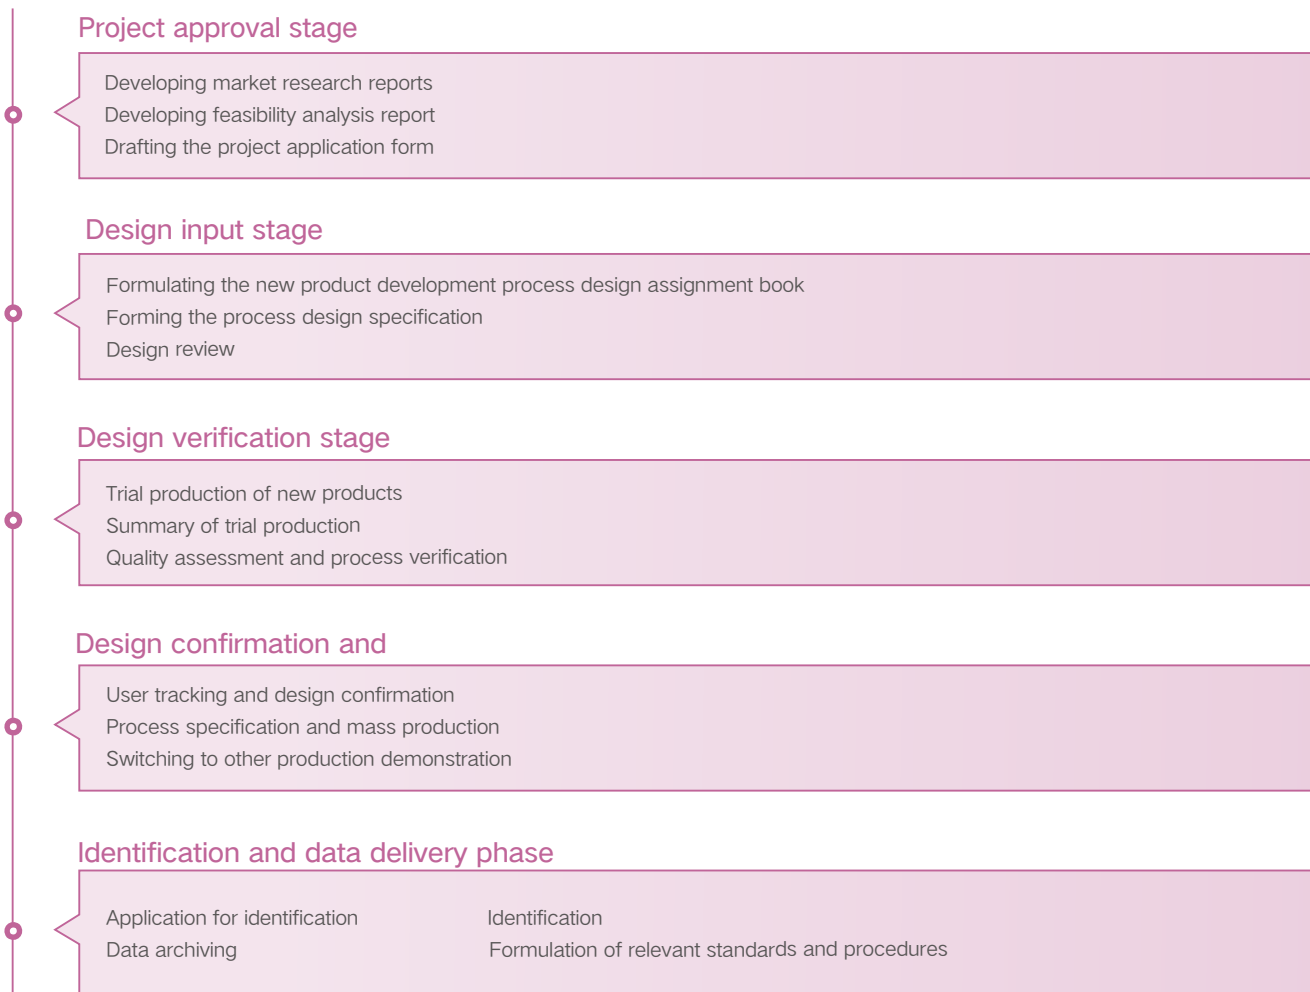 Project approval stage
Developing market research reports
Developing feasibility analysis report
Drafting the project application form
Design input stage
Formulating the new product development process design assignment book
Forming the process design specification
Design review
Design verification stage
Trial production of new products
Summary of trial production
Quality assessment and process verification
Design confirmation and
User tracking and design confirmation
Process specification and mass production
Switching to other production demonstration
Identification and data delivery phase
Application for identification Identification
Data archiving Formulation of relevant standards and procedures